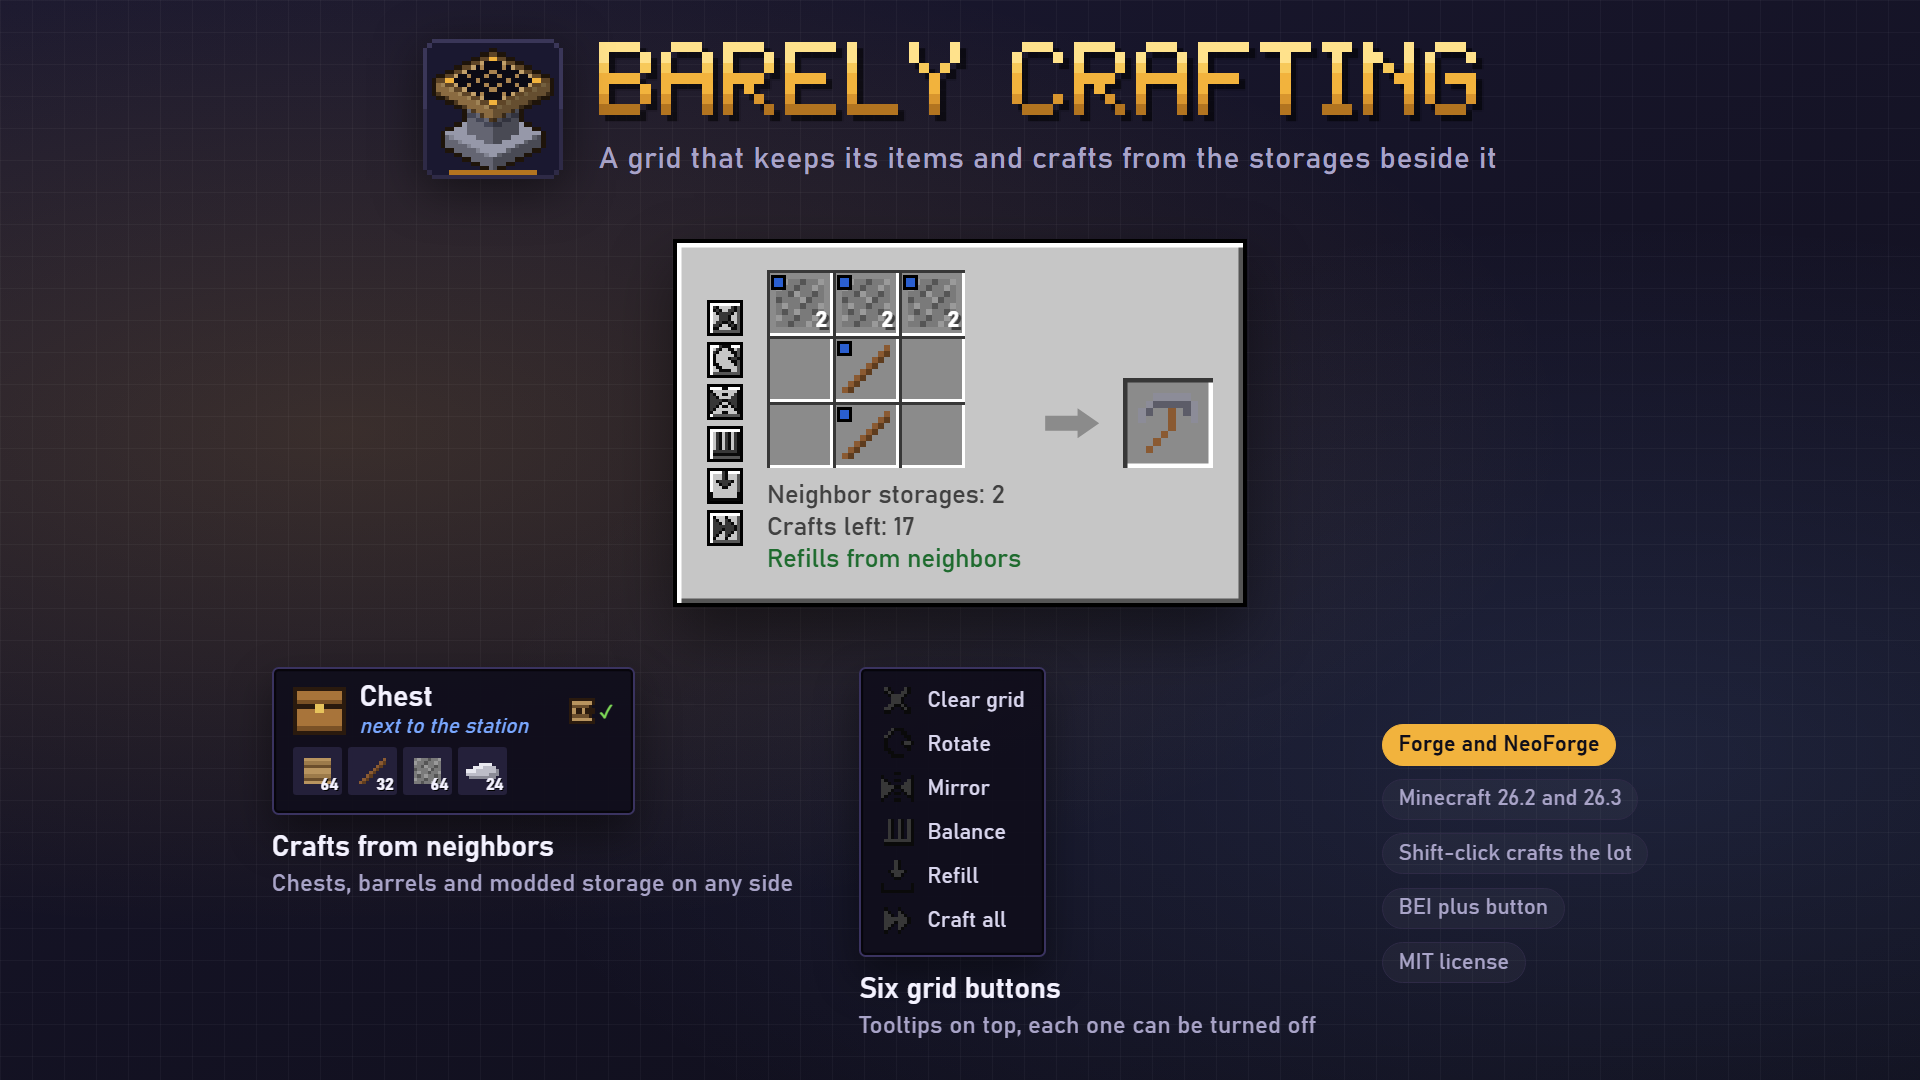 BARELY CRAFTING
A grid that keeps its items and crafts from the storages beside it
2 2 2
Neighbor storages: 2
Crafts left: 17
Refills from neighbors
Chest
next to the station
64 32 64 24
Crafts from neighbors
Chests, barrels and modded storage on any side
Clear grid
Rotate
Mirror
Balance
Refill
Craft all
Six grid buttons
Tooltips on top, each one can be turned off
Forge and NeoForge
Minecraft 26.2 and 26.3
Shift-click crafts the lot
BEI plus button
MIT license